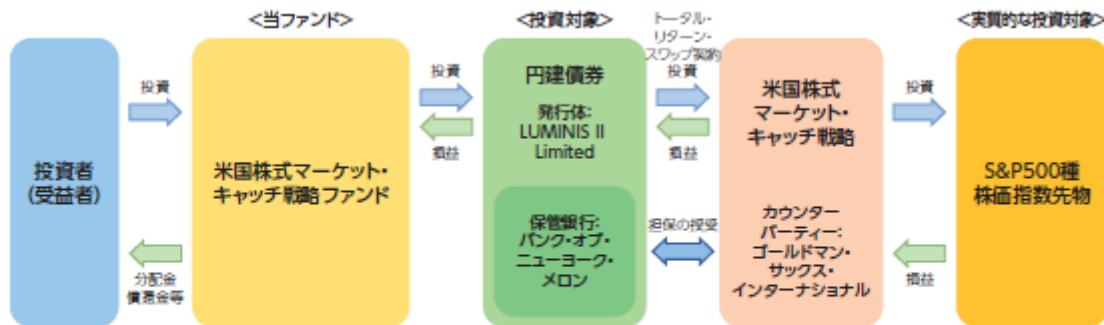 <当ファンド>
<投資対象>
トータル・
リターン・
スワップ契約
<実質的な投資対象>
投資者
(受益者)
投資
分配金
償還金等
米国株式マーケット・
キャッチ戦略ファンド
投資
損益
円建債券
発行体:
LUMINIS II
Limited
保管銀行:
バンク・オブ・
ニューヨーク・
メロン
投資
損益
担保の授受
米国株式
マーケット・
キャッチ戦略
カウンター
パーティー:
ゴールドマン・
サックス・
インターナショナル
投資
損益
S&P500種
株価指数先物